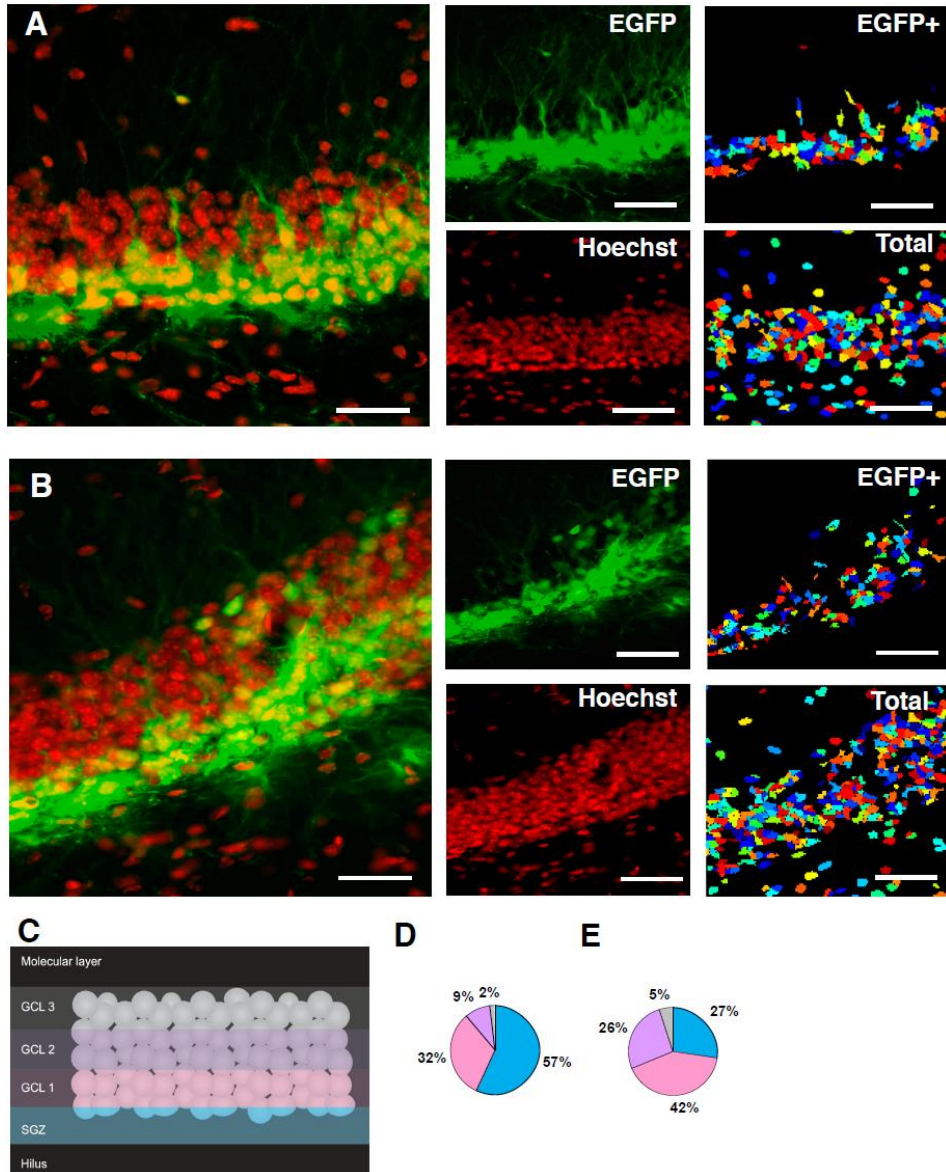 A
EGFP
EGFP+
Hoechst
Total
B
EGFP
EGFP+
Hoechst
Total
C
Molecular layer
GCL 3
GCL 2
GCL 1
SGZ
Hilus
D
9%
2%
32%
57%
E
5%
27%
26%
42%